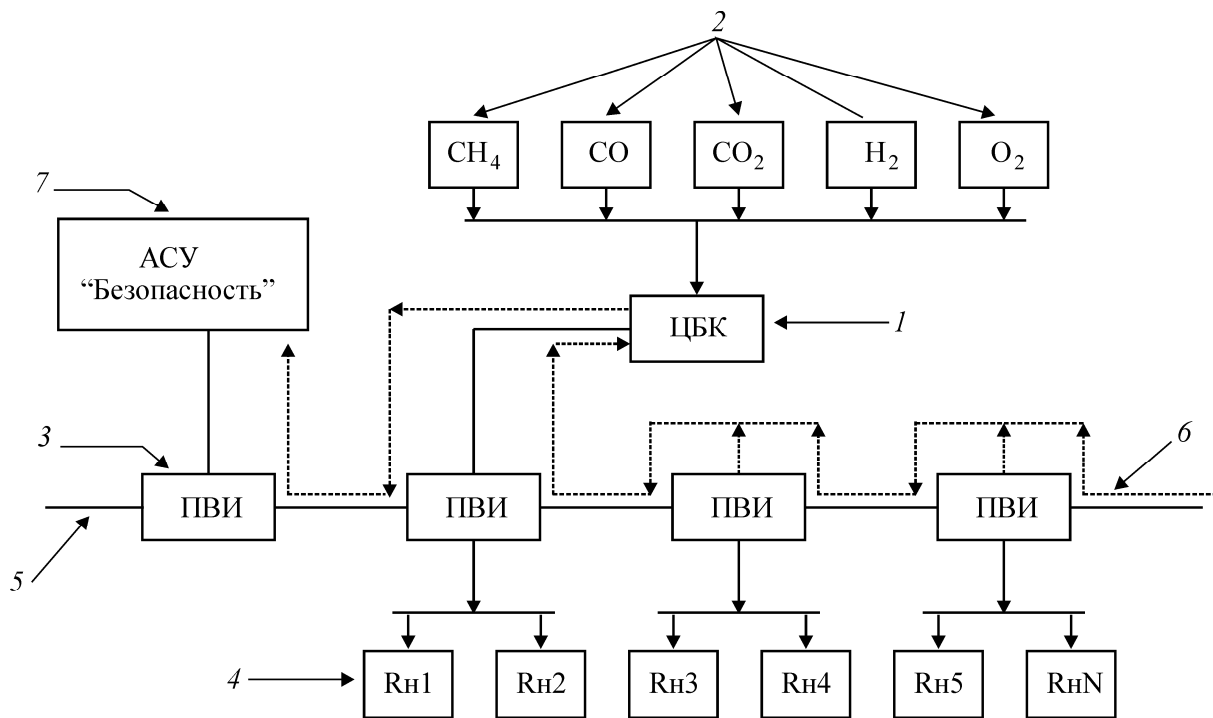 2
CH₄
CO
CO₂
H₂
O₂
7
АСУ
“Безопасность”
ЦБК
1
3
6
ПВИ
ПВИ
ПВИ
ПВИ
5
4
Rн1
Rн2
Rн3
Rн4
Rн5
RнN